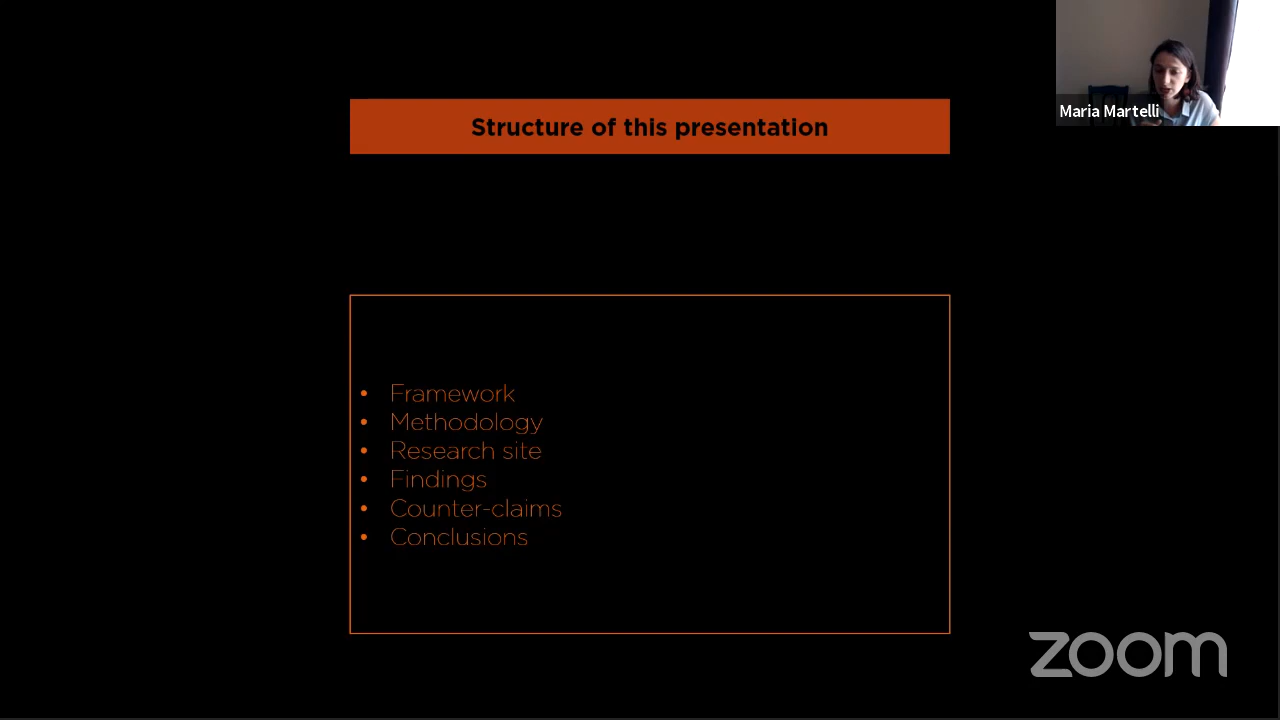 Structure of this presentation
Maria Martelli
• Framework
• Methodology
• Research site
• Findings
• Counter-claims
• Conclusions
zoom